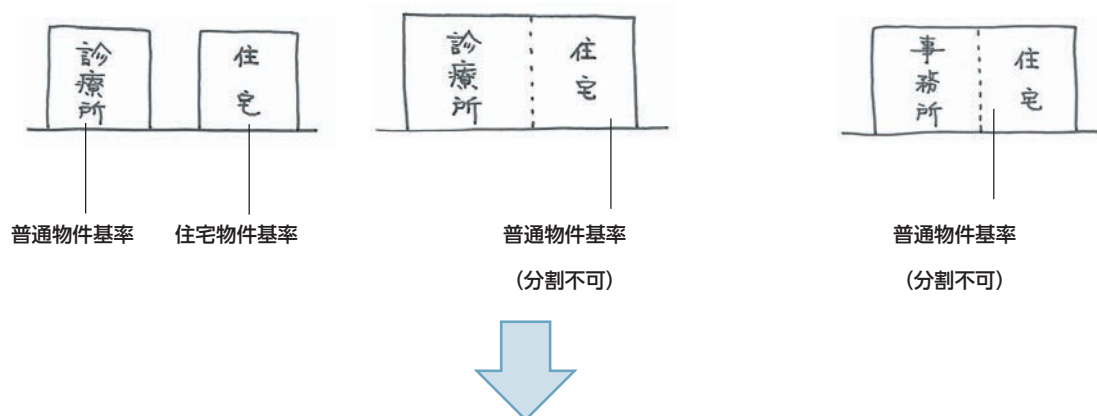 診療所
住宅
診療所
住宅
事務所
住宅
普通物件基率
住宅物件基率
普通物件基率
(分割不可)
普通物件基率
(分割不可)